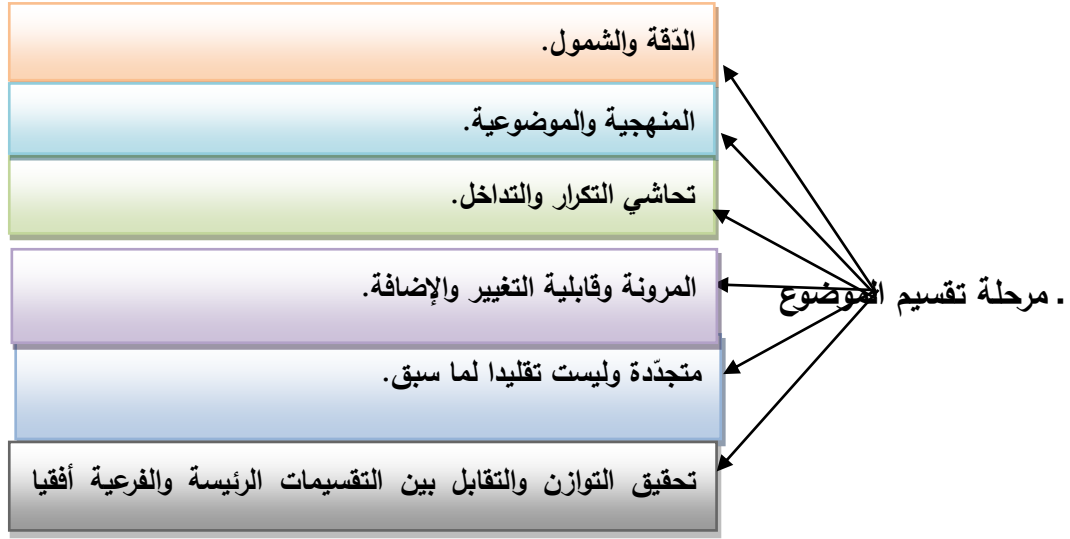 الدّقة والشمول.
المنهجية والموضوعية.
تحاشي التكرار والتداخل.
المرونة وقابلية التغيير والإضافة.
. مرحلة تقسيم الموضوع
متجدّدة وليست تقليدا لما سبق.
تحقيق التوازن والتقابل بين التقسيمات الرئيسة والفرعية أفقيا